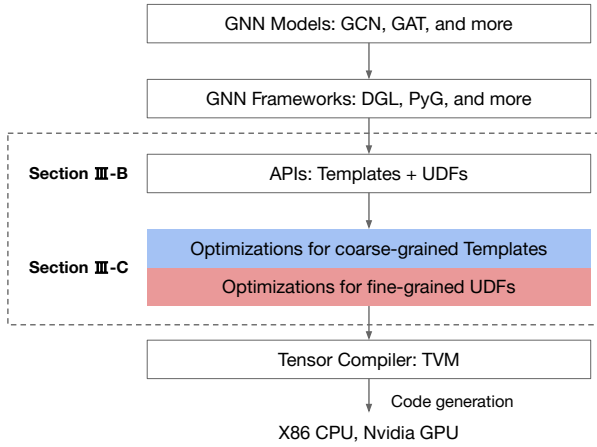 GNN Models: GCN, GAT, and more
GNN Frameworks: DGL, PyG, and more
Section Ⅲ-B
APIs: Templates + UDFs
Optimizations for coarse-grained Templates
Section Ⅲ-C
Optimizations for fine-grained UDFs
Tensor Compiler: TVM
Code generation
X86 CPU, Nvidia GPU